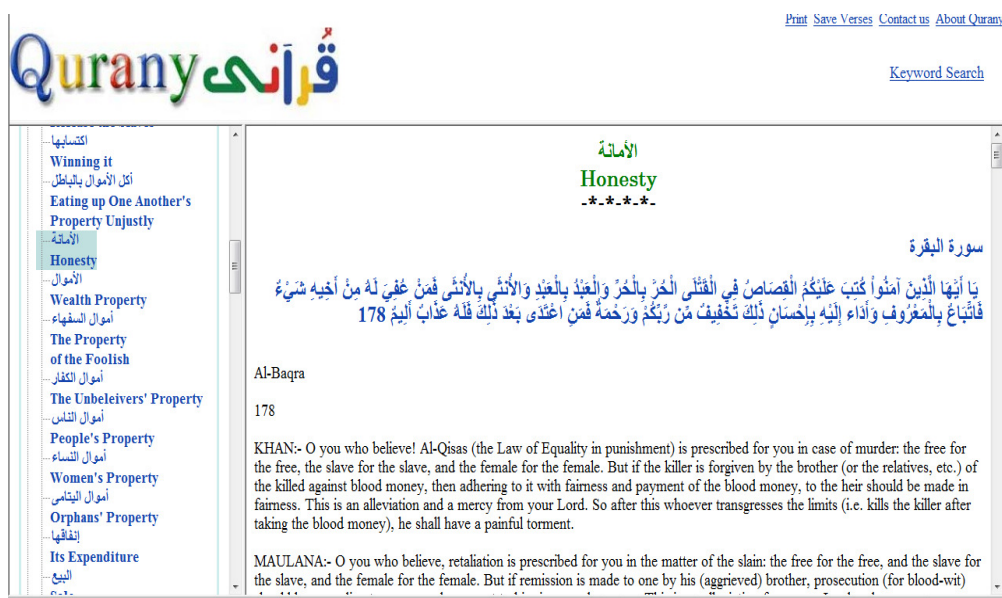 Print Save Verses Contact us About Qurany
Qurany قُرآنى
Keyword Search
اكتسابها
Winning it
أكل الأموال بالباطل
Eating up One Another's
Property Unjustly
الأمانة
Honesty
الأموال
Wealth Property
أموال السفهاء
The Property
of the Foolish
أموال الكفار
The Unbeleivers' Property
أموال الناس
People's Property
أموال النساء
Women's Property
أموال اليتامى
Orphans' Property
إنفاقها
Its Expenditure
البيع
الأمانة
Honesty
-*-*-*-*-
سورة البقرة
يَا أَيُّهَا الَّذِينَ آمَنُواْ كُتِبَ عَلَيْكُمُ الْقِصَاصُ فِي الْقَتْلَى الْحُرُّ بِالْحُرِّ وَالْعَبْدُ بِالْعَبْدِ وَالأُنثَى بِالأُنثَى فَمَنْ عُفِيَ لَهُ مِنْ أَخِيهِ شَيْءٌ
فَاتِّبَاعٌ بِالْمَعْرُوفِ وَأَدَاء إِلَيْهِ بِإِحْسَانٍ ذَلِكَ تَخْفِيفٌ مِّن رَّبِّكُمْ وَرَحْمَةٌ فَمَنِ اعْتَدَى بَعْدَ ذَلِكَ فَلَهُ عَذَابٌ أَلِيمٌ 178
Al-Baqra
178
KHAN:- O you who believe! Al-Qisas (the Law of Equality in punishment) is prescribed for you in case of murder: the free for
the free, the slave for the slave, and the female for the female. But if the killer is forgiven by the brother (or the relatives, etc.) of
the killed against blood money, then adhering to it with fairness and payment of the blood money, to the heir should be made in
fairness. This is an alleviation and a mercy from your Lord. So after this whoever transgresses the limits (i.e. kills the killer after
taking the blood money), he shall have a painful torment.
MAULANA:- O you who believe, retaliation is prescribed for you in the matter of the slain: the free for the free, and the slave for
the slave, and the female for the female. But if remission is made to one by his (aggrieved) brother, prosecution (for blood-wit)